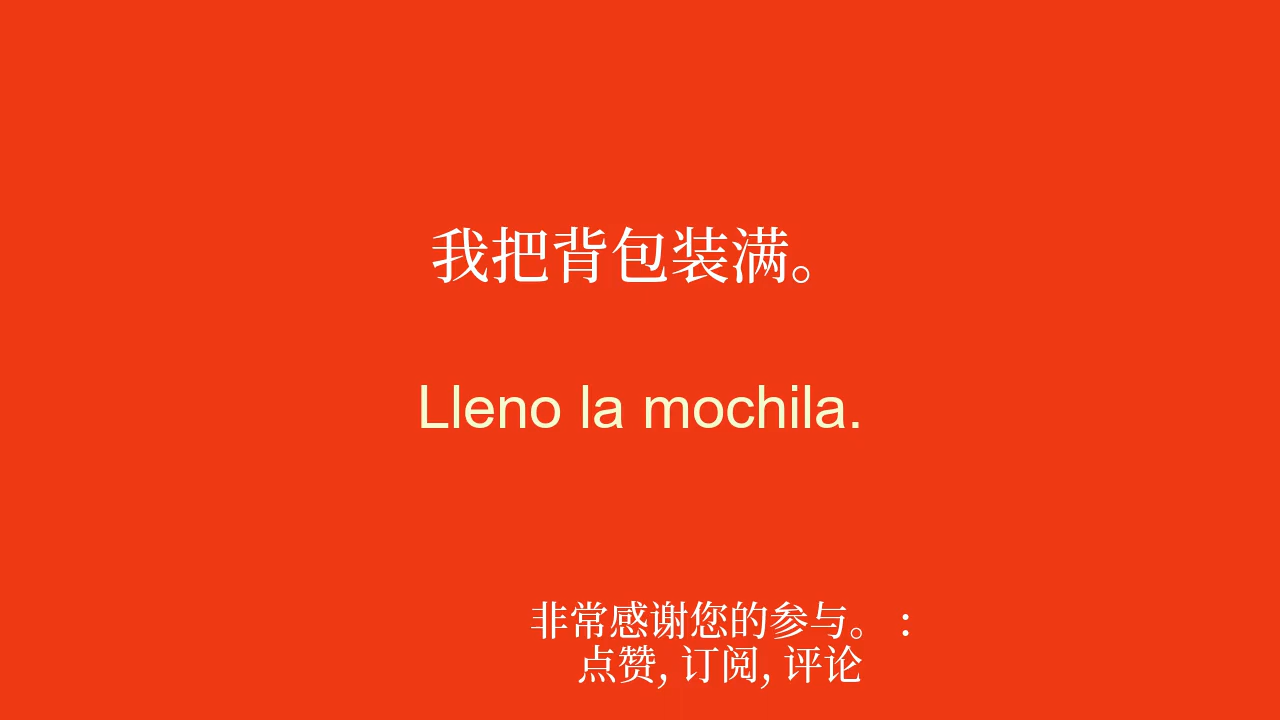 我把背包装满。
Lleno la mochila.
非常感谢您的参与。 :
点赞, 订阅, 评论